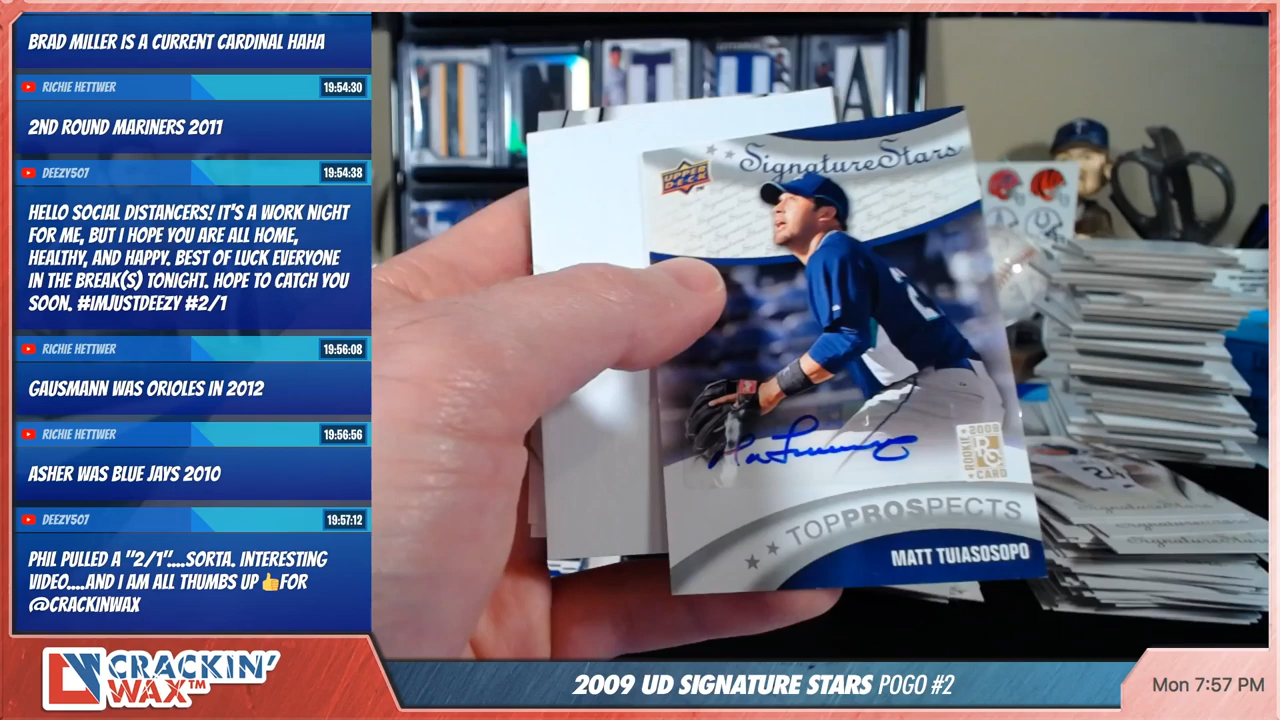 BRAD MILLER IS A CURRENT CARDINAL HAHA
RICHIE HETTWER 19:54:30
2ND ROUND MARINERS 2011
DEEZY507 19:54:38
HELLO SOCIAL DISTANCERS! IT'S A WORK NIGHT
FOR ME, BUT I HOPE YOU ARE ALL HOME,
HEALTHY, AND HAPPY. BEST OF LUCK EVERYONE
IN THE BREAK(S) TONIGHT. HOPE TO CATCH YOU
SOON. #IMJUSTDEEZY #2/1
RICHIE HETTWER 19:56:08
GAUSMANN WAS ORIOLES IN 2012
RICHIE HETTWER 19:56:56
ASHER WAS BLUE JAYS 2010
DEEZY507 19:57:12
PHIL PULLED A "2/1"....SORTA. INTERESTING
VIDEO....AND I AM ALL THUMBS UP👍FOR
@CRACKINWAX
CRACKIN'
WAX™
UPPER
DECK™
Signature Stars
2009
ROOKIE
CARD
TOPPROSPECTS
MATT TUIASOSOPO
2009 UD SIGNATURE STARS POGO #2
Mon 7:57 PM